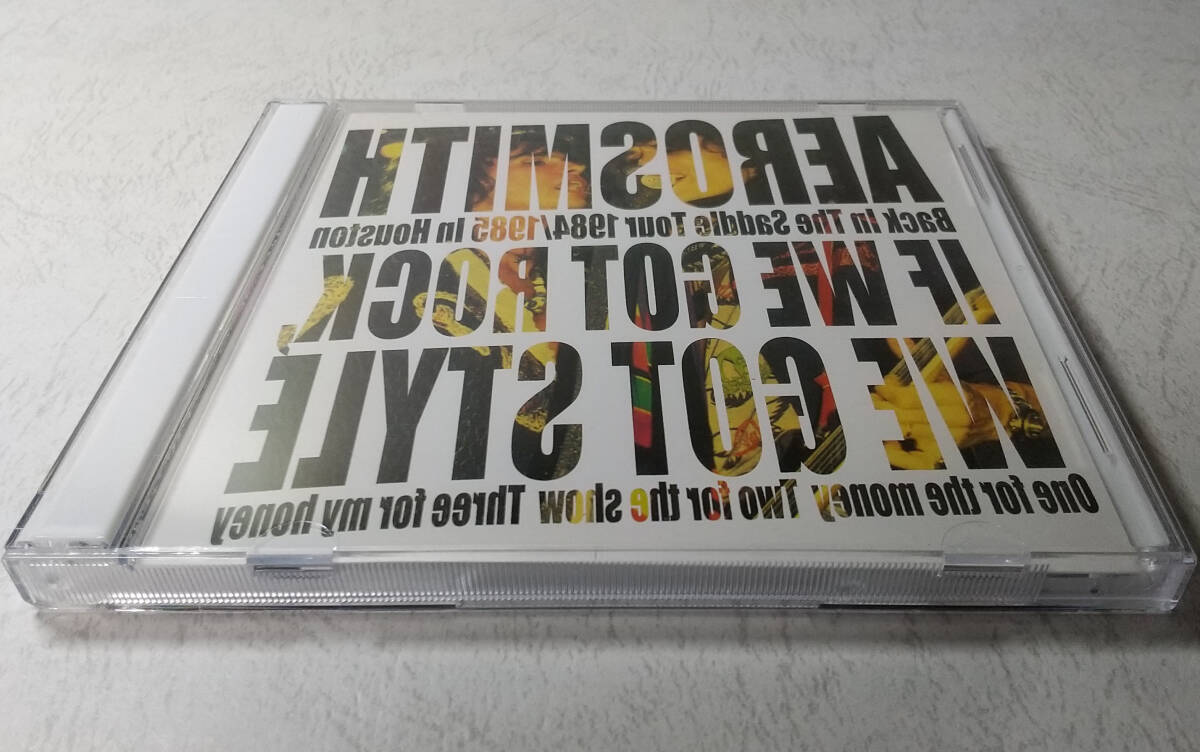 AEROSMITH
Back In The Saddle Tour 1984/1985 In Houston
IF WE GOT ROCK,
WE GOT STYLE
One for the money Two for the show Three for my honey